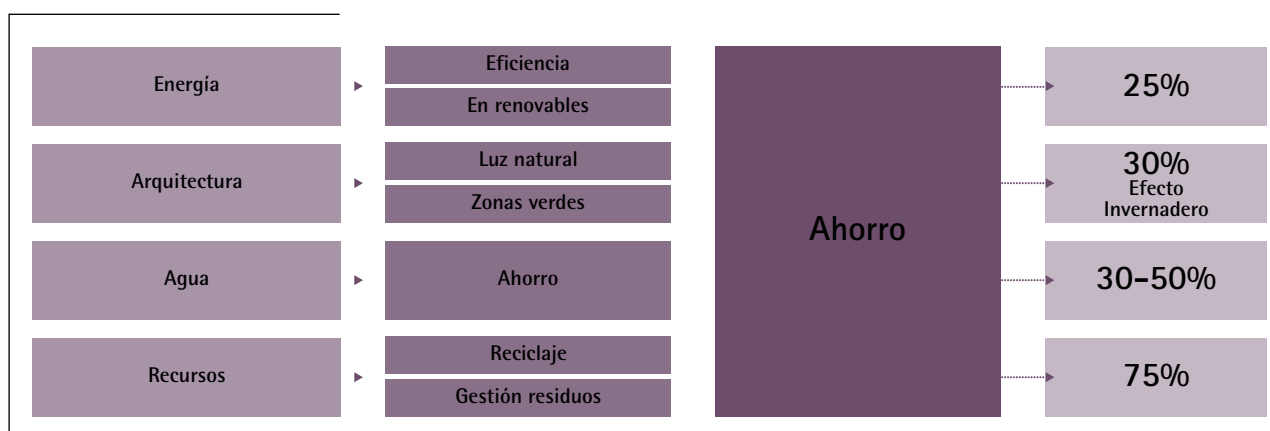 Energía
Eficiencia
En renovables
Arquitectura
Luz natural
Zonas verdes
Agua
Ahorro
Recursos
Reciclaje
Gestión residuos
Ahorro
25%
30%
Efecto
Invernadero
30-50%
75%